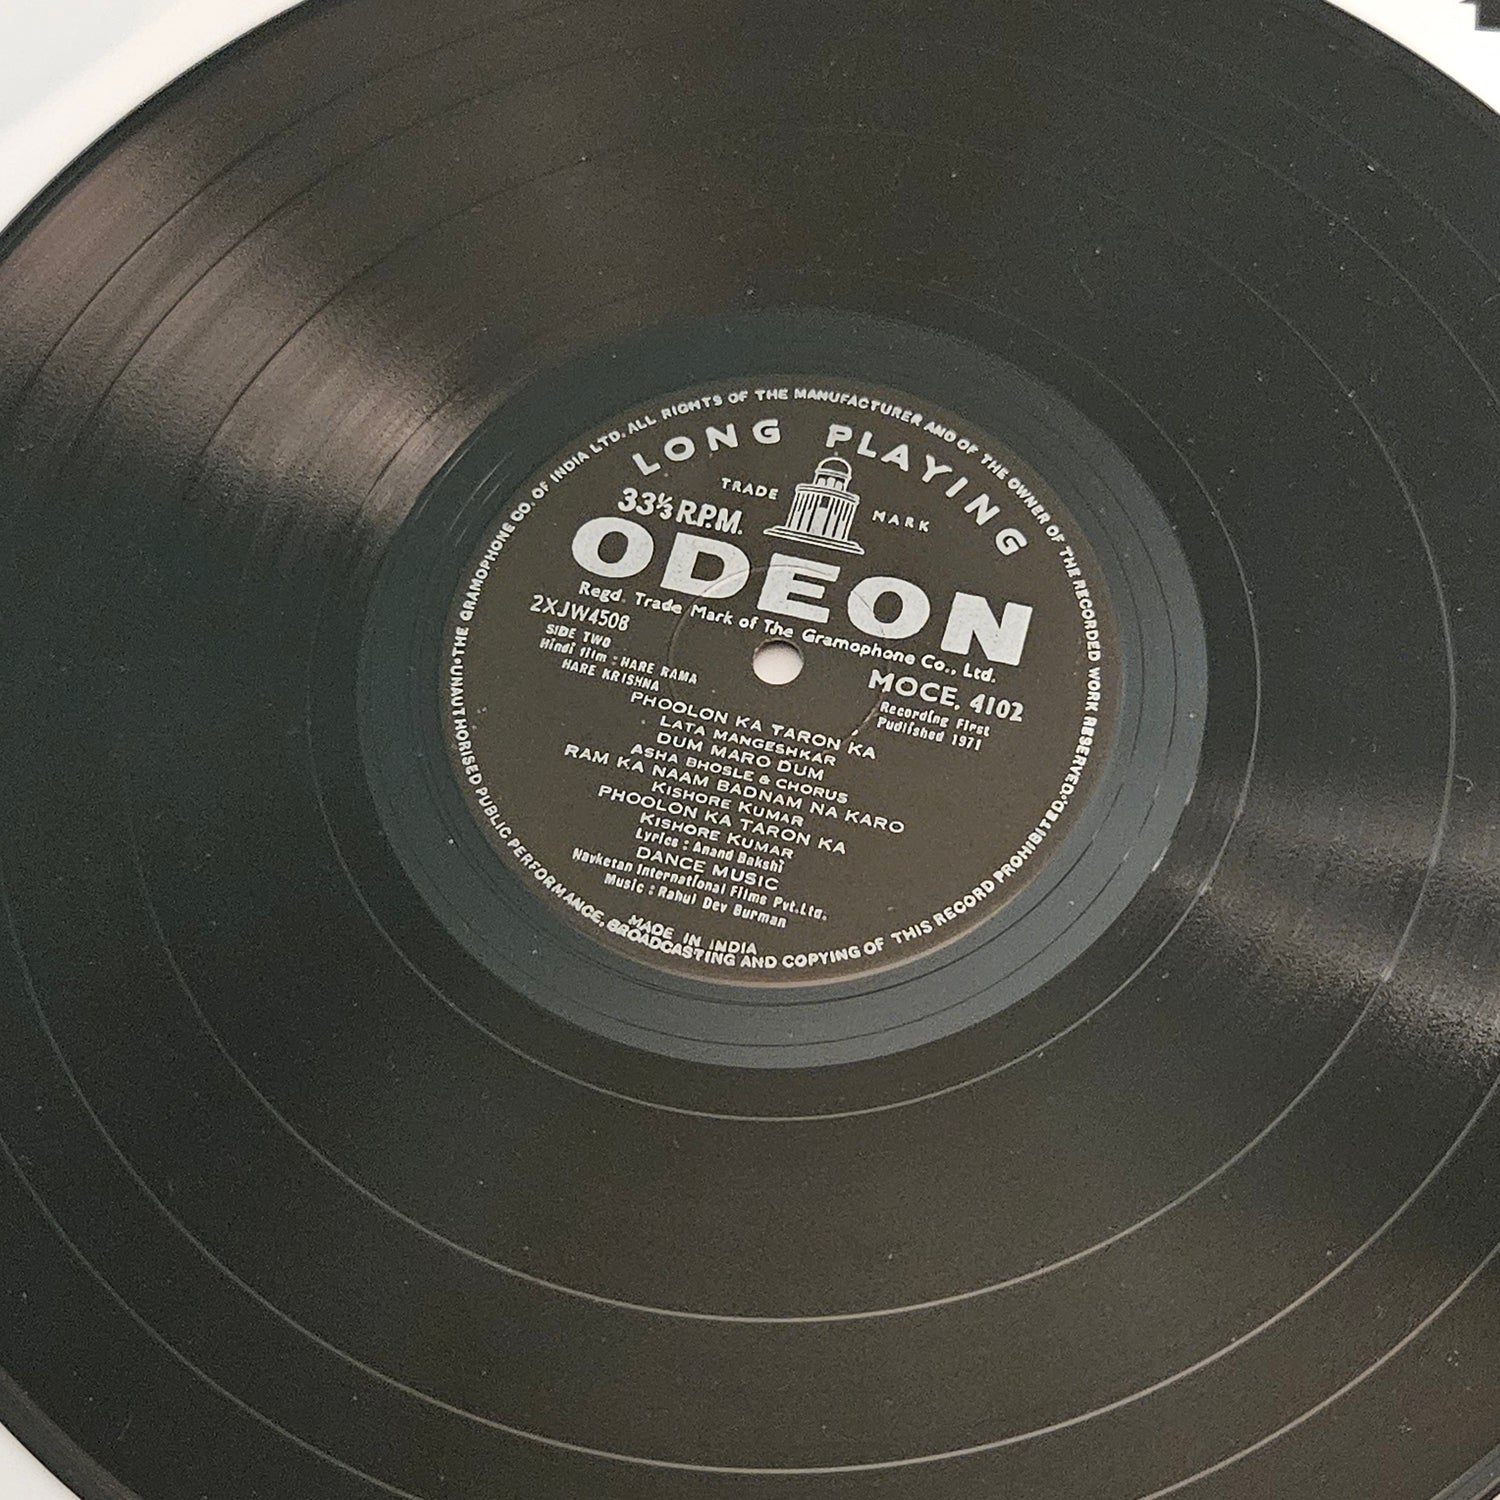 THE GRAMOPHONE CO. OF INDIA LTD. ALL RIGHTS OF THE MANUFACTURER AND OF THE OWNER OF THE RECORDED WORK RESERVED.
UNAUTHORISED PUBLIC PERFORMANCE, BROADCASTING AND COPYING OF THIS RECORD PROHIBITED.
LONG PLAYING
TRADE MARK
33⅓ R.P.M.
ODEON
Regd. Trade Mark of The Gramophone Co., Ltd.
2XJW4508
SIDE TWO
Hindi film : HARE RAMA
HARE KRISHNA
MOCE. 4102
Recording First
Published 1971
PHOOLON KA TARON KA
LATA MANGESHKAR
DUM MARO DUM
ASHA BHOSLE & CHORUS
RAM KA NAAM BADNAM NA KARO
KISHORE KUMAR
PHOOLON KA TARON KA
KISHORE KUMAR
Lyrics : Anand Bakshi
DANCE MUSIC
Navketan International Films Pvt.Ltd.
Music : Rahul Dev Burman
MADE IN INDIA